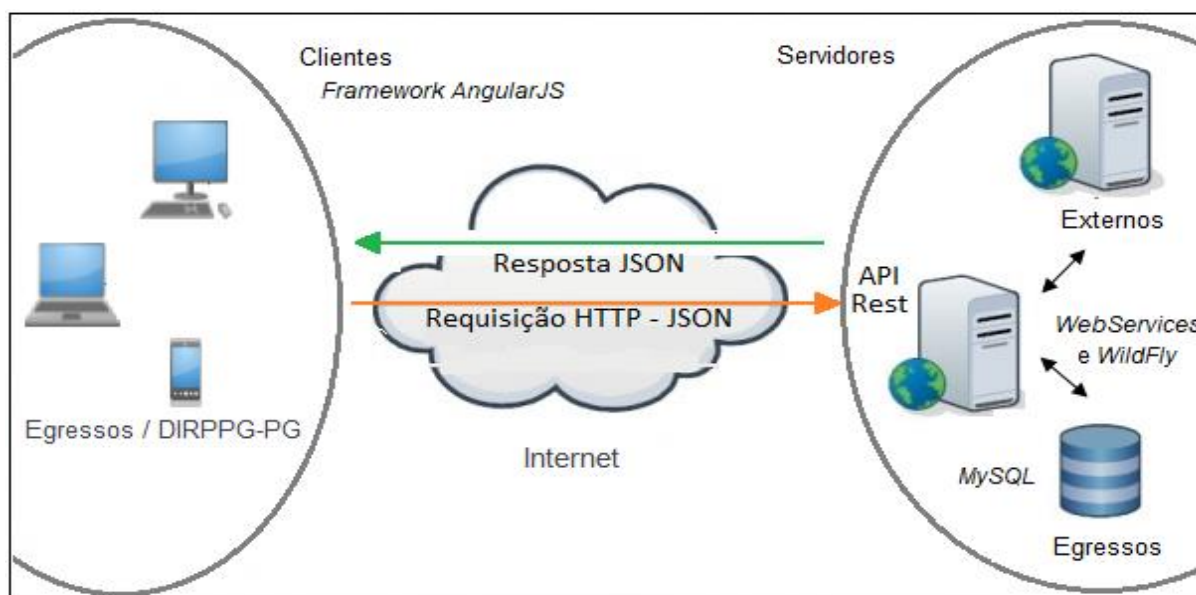 Clientes
Framework AngularJS
Servidores
Externos
Resposta JSON
Requisição HTTP - JSON
API
Rest
WebServices
e WildFly
Egressos / DIRPPG-PG
Internet
MySQL
Egressos